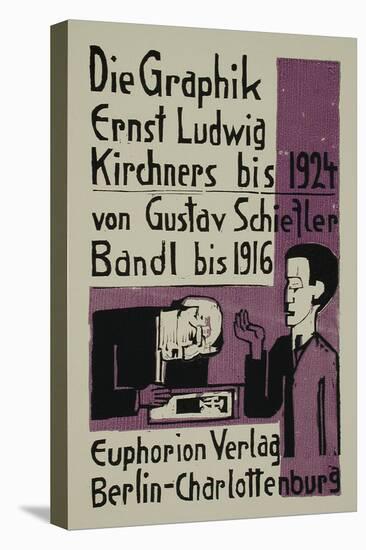 Die Graphik
Ernst Ludwig
Kirchners bis 1924
von Gustav Schiefler
Band I bis 1916
Euphorion Verlag
Berlin-Charlottenburg